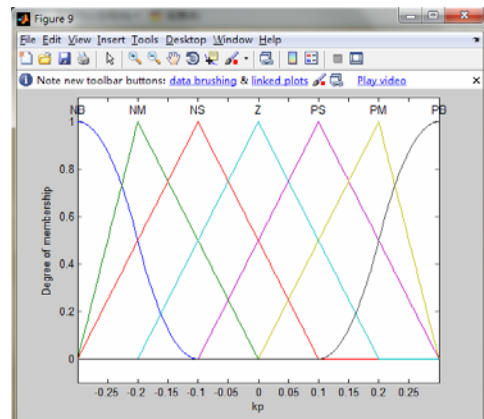 Figure 9
File Edit View Insert Tools Desktop Window Help
Note new toolbar buttons: data brushing & linked plots Play video
NB NM NS Z PS PM PB
1
0.8
0.6
0.4
0.2
0
Degree of membership
-0.25 -0.2 -0.15 -0.1 -0.05 0 0.05 0.1 0.15 0.2 0.25
kp